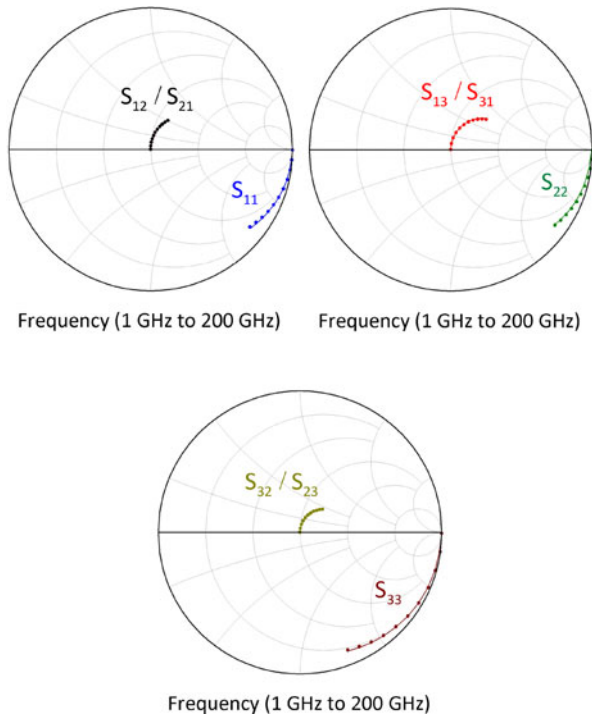 S₁₂ / S₂₁
S₁₁
Frequency (1 GHz to 200 GHz)
S₁₃ / S₃₁
S₂₂
Frequency (1 GHz to 200 GHz)
S₃₂ / S₂₃
S₃₃
Frequency (1 GHz to 200 GHz)